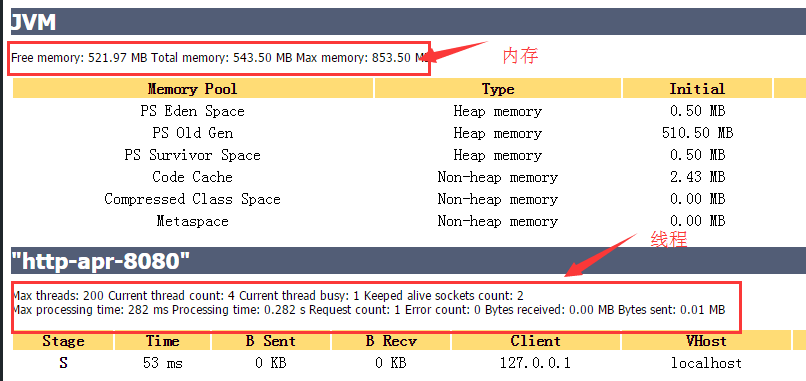 JVM
Free memory: 521.97 MB Total memory: 543.50 MB Max memory: 853.50 MB
内存
Memory Pool Type Initial
PS Eden Space Heap memory 0.50 MB
PS Old Gen Heap memory 510.50 MB
PS Survivor Space Heap memory 0.50 MB
Code Cache Non-heap memory 2.43 MB
Compressed Class Space Non-heap memory 0.00 MB
Metaspace Non-heap memory 0.00 MB
线程
"http-apr-8080"
Max threads: 200 Current thread count: 4 Current thread busy: 1 Keeped alive sockets count: 2
Max processing time: 282 ms Processing time: 0.282 s Request count: 1 Error count: 0 Bytes received: 0.00 MB Bytes sent: 0.01 MB
Stage Time B Sent B Recv Client VHost
S 53 ms 0 KB 0 KB 127.0.0.1 localhost